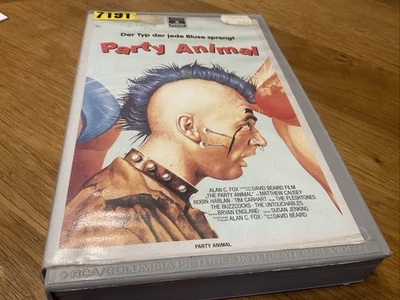 7191
Der Typ der jede Bluse sprengt
Party Animal
ALAN C. FOX DAVID BEAIRD FILM
"THE PARTY ANIMAL" MATTHEW CAUSEY
ROBIN HARLAN · TIM CARHART THE FLESHTONES
THE BUZZCOCKS · THE UNTOUCHABLES
BRYAN ENGLAND SUSAN JENKINS
ALAN C. FOX DAVID BEAIRD
PARTY ANIMAL
RCA/COLUMBIA PICTURES INTERNATIONAL VIDEO